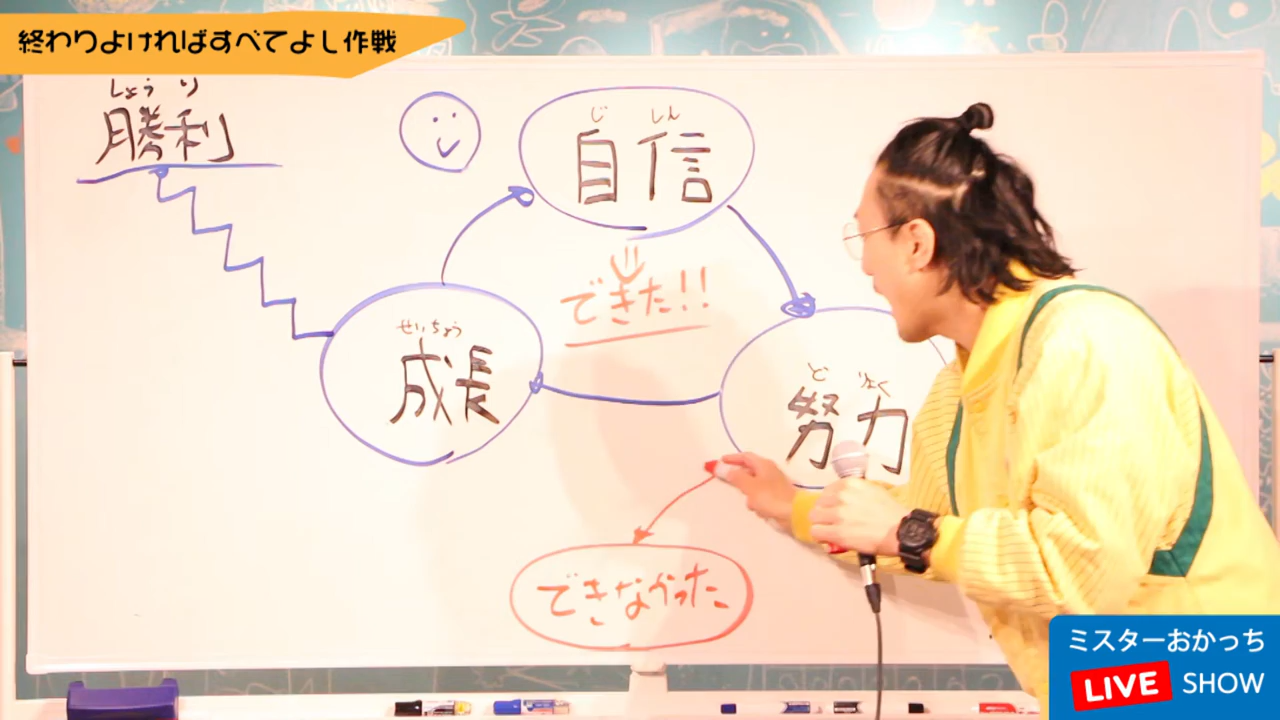 終わりよければすべてよし作戦
しょうり
勝利
じしん
自信
できた!!
せいちょう
成長
どりょく
努力
できなかった
ミスターおかっち
LIVE SHOW